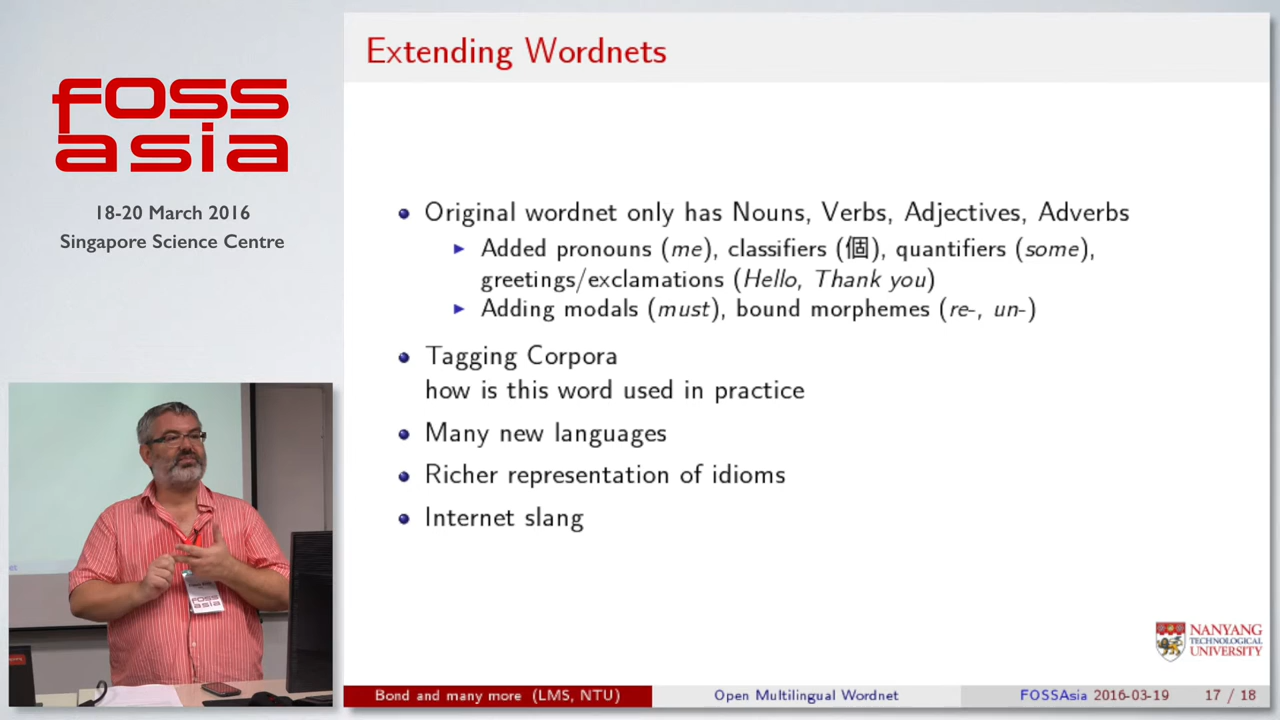 FOSS
asia
18-20 March 2016
Singapore Science Centre
Extending Wordnets
Original wordnet only has Nouns, Verbs, Adjectives, Adverbs
Added pronouns (me), classifiers (個), quantifiers (some),
greetings/exclamations (Hello, Thank you)
Adding modals (must), bound morphemes (re-, un-)
Tagging Corpora
how is this word used in practice
Many new languages
Richer representation of idioms
Internet slang
FOSS
asia
NANYANG
TECHNOLOGICAL
UNIVERSITY
Bond and many more (LMS, NTU) Open Multilingual Wordnet FOSSAsia 2016-03-19 17 / 18